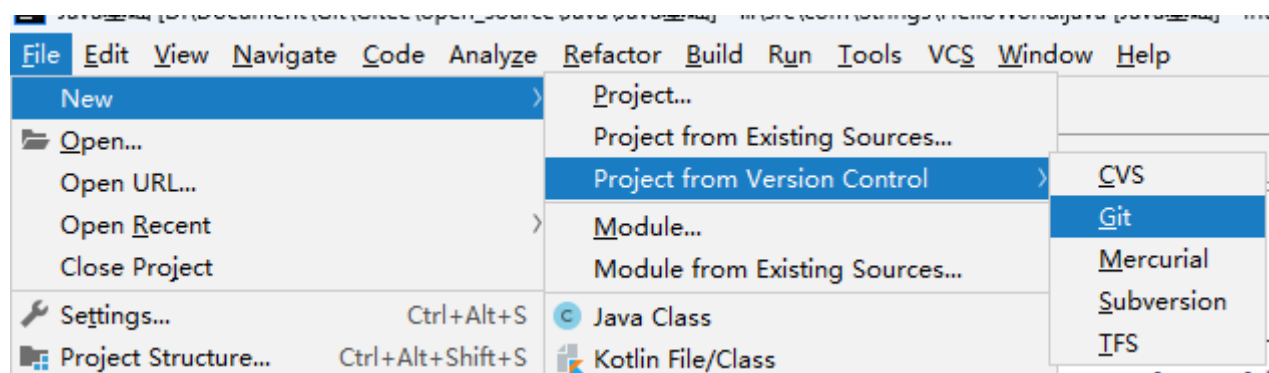 File Edit View Navigate Code Analyze Refactor Build Run Tools VCS Window Help
New
Open...
Open URL...
Open Recent
Close Project
Settings... Ctrl+Alt+S
Project Structure... Ctrl+Alt+Shift+S
Project...
Project from Existing Sources...
Project from Version Control
Module...
Module from Existing Sources...
Java Class
Kotlin File/Class
CVS
Git
Mercurial
Subversion
TFS